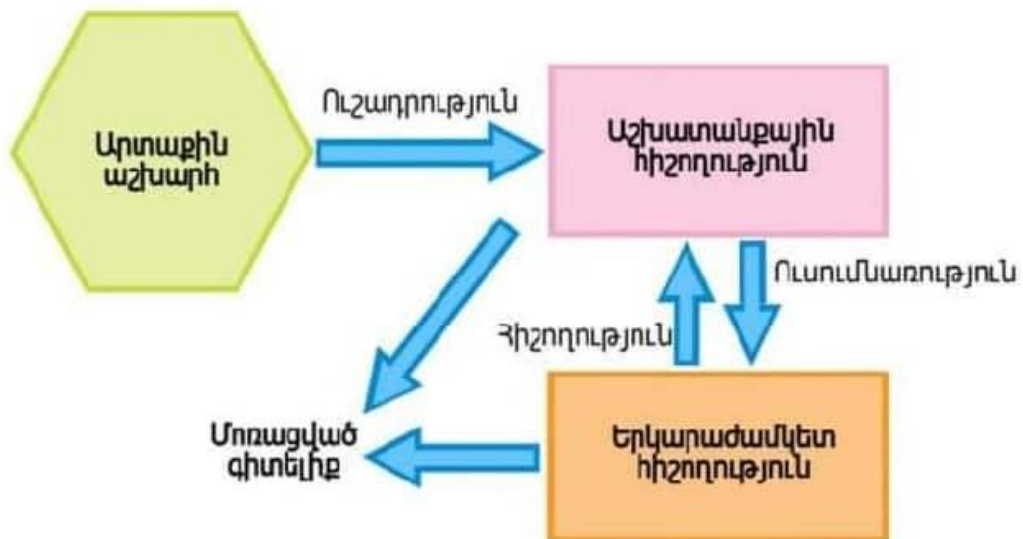 Արտաքին
աշխարհ
Ուշադրություն
Աշխատանքային
հիշողություն
Ուսումնառություն
Հիշողություն
Մոռացված
գիտելիք
Երկարաժամկետ
հիշողություն